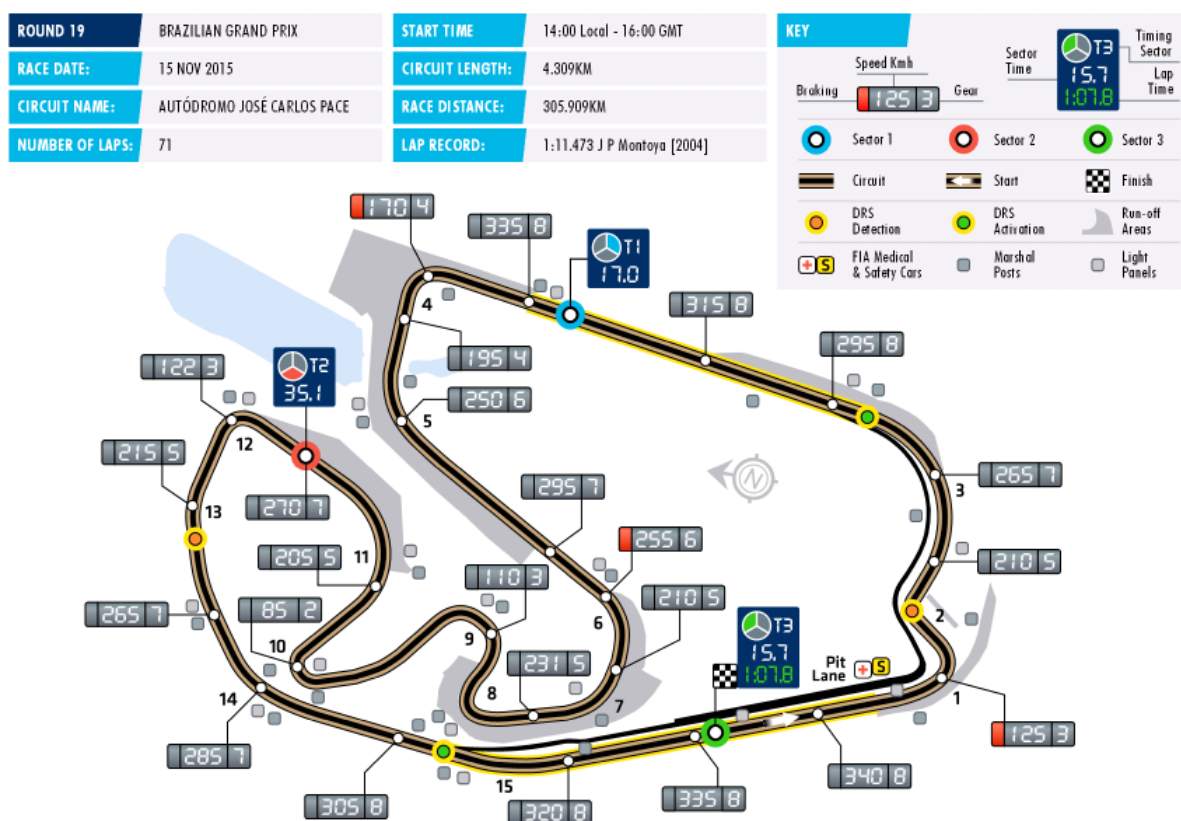 ROUND 19 BRAZILIAN GRAND PRIX
RACE DATE: 15 NOV 2015
CIRCUIT NAME: AUTÓDROMO JOSÉ CARLOS PACE
NUMBER OF LAPS: 71
START TIME 14:00 Local - 16:00 GMT
CIRCUIT LENGTH: 4.309KM
RACE DISTANCE: 305.909KM
LAP RECORD: 1:11.473 J P Montoya [2004]
KEY
Speed Kmh
Braking 125 3 Gear
Sector Time
T3 Timing Sector
15.7
1:07.8 Lap Time
Sector 1
Sector 2
Sector 3
Circuit
Start
Finish
DRS Detection
DRS Activation
Run-off Areas
S FIA Medical & Safety Cars
Marshal Posts
Light Panels
170 4
335 8
T1
17.0
4
315 8
295 8
195 4
122 3
T2
35.1
250 6
5
12
215 5
N
270 7
295 7
3
265 7
13
255 6
11
205 5
110 3
210 5
210 5
265 7
85 2
9
6
T3
15.7
1:07.8
2
10
231 5
Pit Lane S
8
7
1
14
125 3
285 7
15
340 8
305 8
320 8
335 8